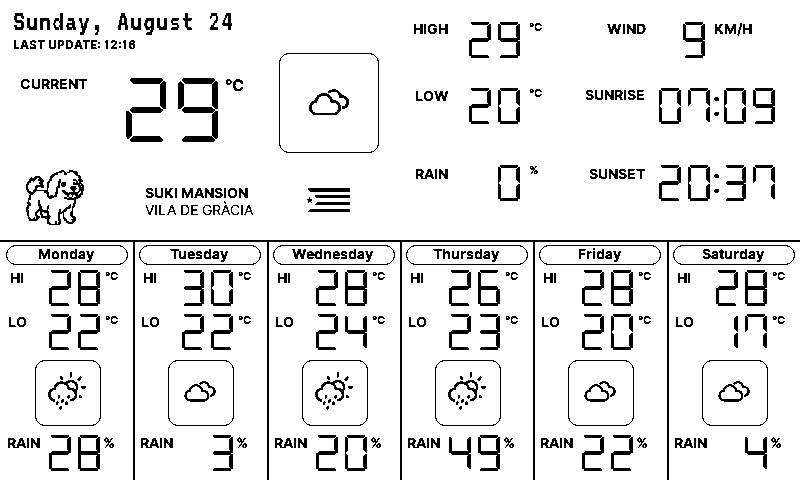 Sunday, August 24
LAST UPDATE: 12:16
CURRENT 29 °C
HIGH 29 °C
WIND 9 KM/H
LOW 20 °C
SUNRISE 07:09
RAIN 0 %
SUNSET 20:37
SUKI MANSION
VILA DE GRÀCIA
Monday
HI 28 °C
LO 22 °C
RAIN 28 %
Tuesday
HI 30 °C
LO 22 °C
RAIN 3 %
Wednesday
HI 28 °C
LO 24 °C
RAIN 20 %
Thursday
HI 26 °C
LO 23 °C
RAIN 49 %
Friday
HI 28 °C
LO 20 °C
RAIN 22 %
Saturday
HI 28 °C
LO 17 °C
RAIN 4 %